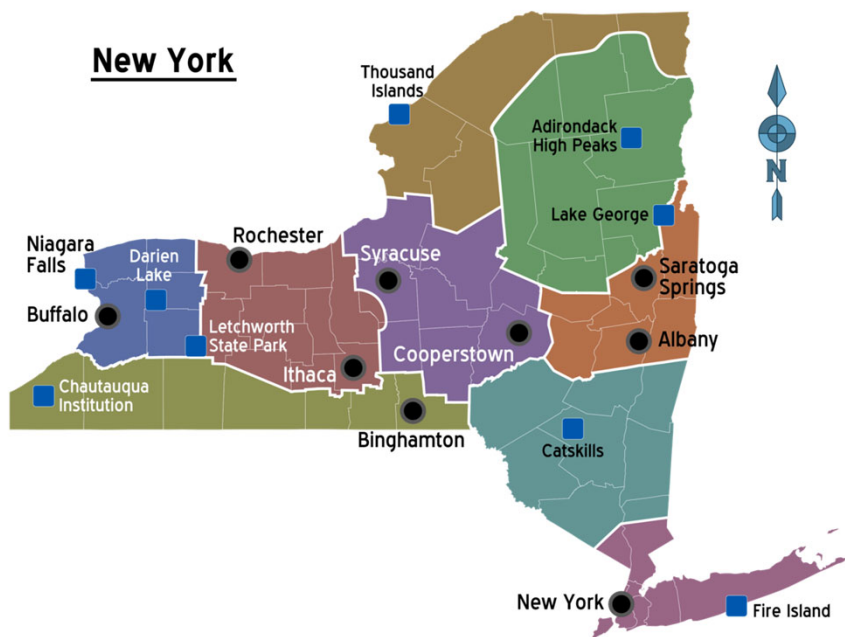 New York
Thousand
Islands
Adirondack
High Peaks
N
Lake George
Rochester
Niagara
Falls
Darien
Lake
Syracuse
Saratoga
Springs
Buffalo
Letchworth
State Park
Cooperstown
Albany
Ithaca
Chautauqua
Institution
Binghamton
Catskills
New York
Fire Island